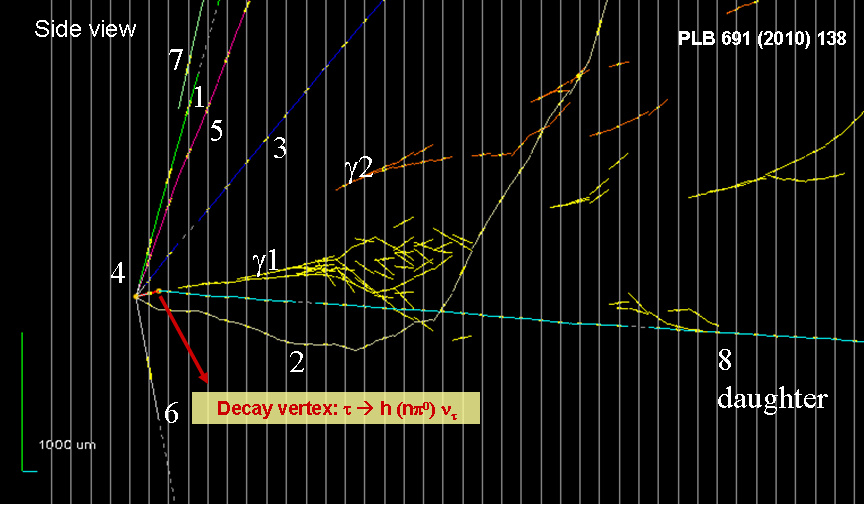 Side view
PLB 691 (2010) 138
7
1
5
3
γ2
γ1
4
2
8
daughter
Decay vertex: τ → h (nπ⁰) ντ
6
1000 um